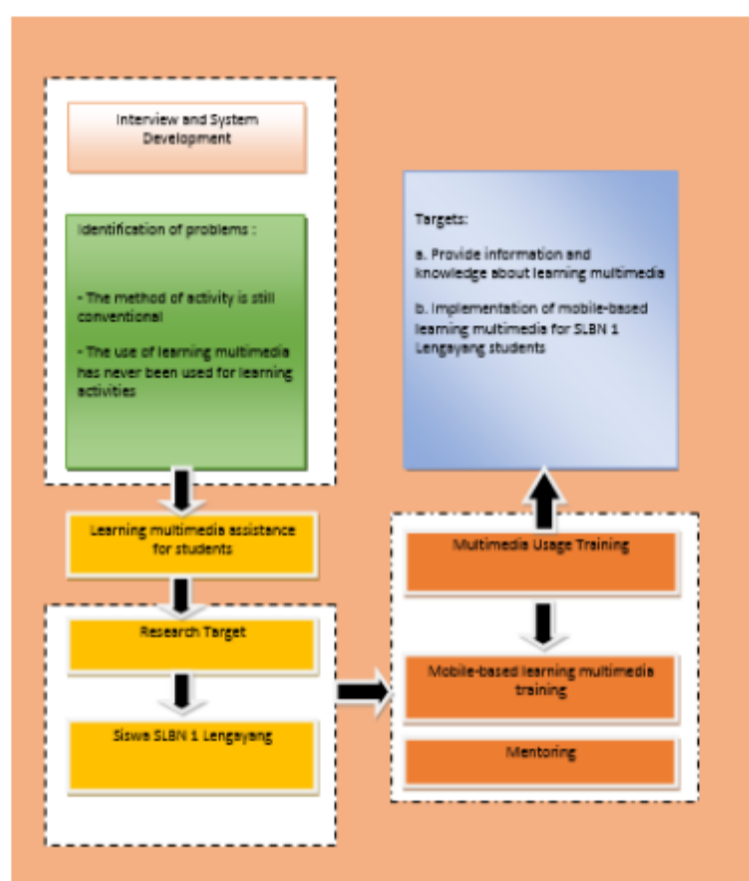 Interview and System
Development
Identification of problems :
- The method of activity is still
conventional
- The use of learning multimedia
has never been used for learning
activities
Learning multimedia assistance
for students
Research Target
Siswa SLBN 1 Lengayang
Targets:
a. Provide information and
knowledge about learning multimedia
b. Implementation of mobile-based
learning multimedia for SLBN 1
Lengayang students
Multimedia Usage Training
Mobile-based learning multimedia
training
Mentoring